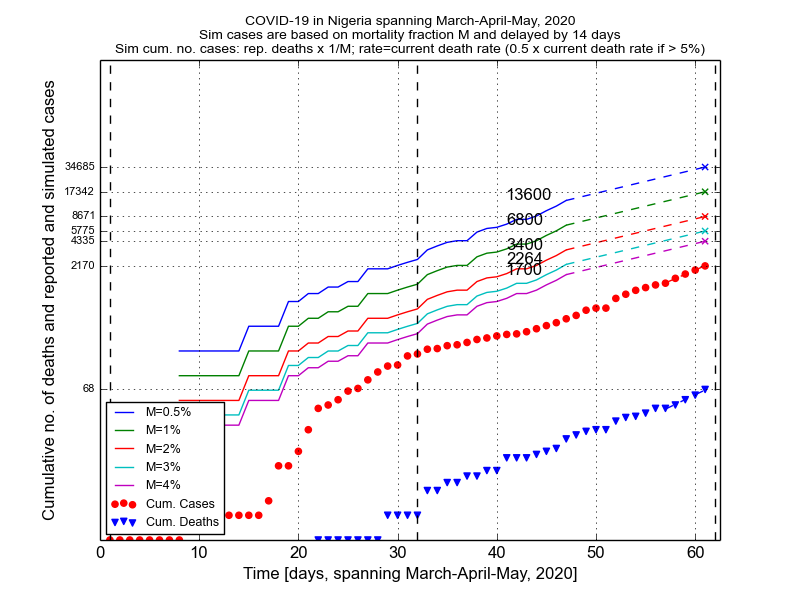 COVID-19 in Nigeria spanning March-April-May, 2020
Sim cases are based on mortality fraction M and delayed by 14 days
Sim cum. no. cases: rep. deaths x 1/M; rate=current death rate (0.5 x current death rate if > 5%)
Cumulative no. of deaths and reported and simulated cases
34685
17342
8671
5775
4335
2170
68
13600
6800
3400
2264
1700
M=0.5%
M=1%
M=2%
M=3%
M=4%
Cum. Cases
Cum. Deaths
0 10 20 30 40 50 60
Time [days, spanning March-April-May, 2020]